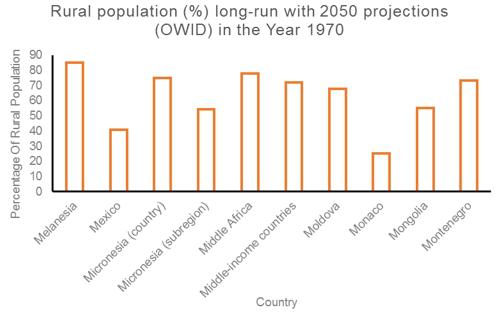 Rural population (%) long-run with 2050 projections
(OWID) in the Year 1970
Percentage Of Rural Population
90
80
70
60
50
40
30
20
10
0
Melanesia
Mexico
Micronesia (country)
Micronesia (subregion)
Middle Africa
Middle-income countries
Moldova
Monaco
Mongolia
Montenegro
Country